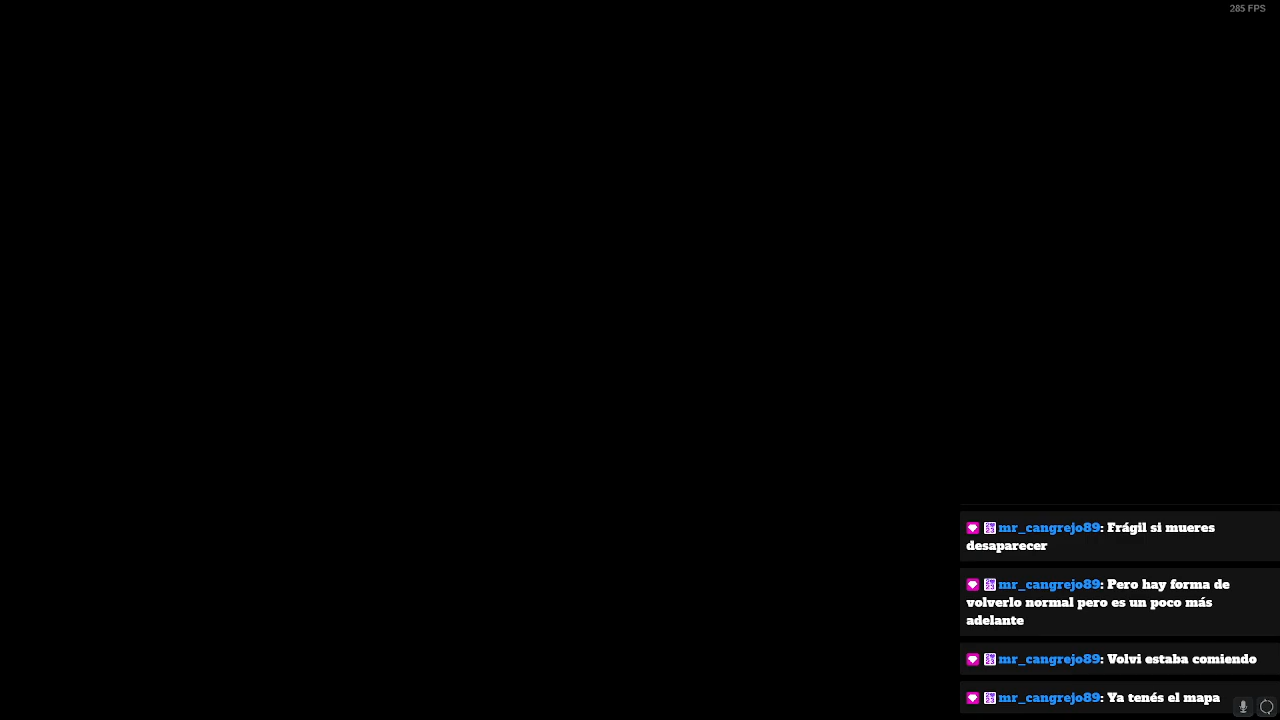 285 FPS
mr_cangrejo89: Frágil si mueres
desaparecer
mr_cangrejo89: Pero hay forma de
volverlo normal pero es un poco más
adelante
mr_cangrejo89: Volvi estaba comiendo
mr_cangrejo89: Ya tenés el mapa